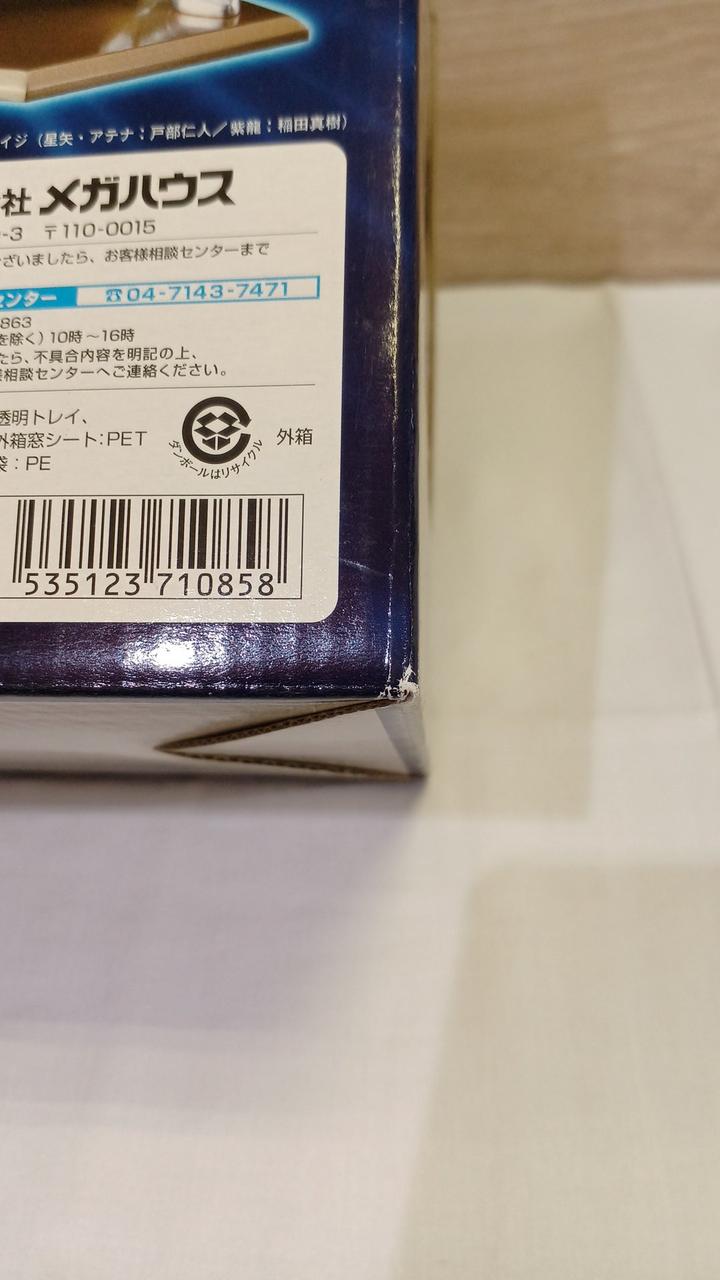 イジ（星矢・アテナ：戸部仁人／紫龍：稲田真樹）
社 メガハウス
-3 〒110-0015
ざいましたら、お客様相談センターまで
センター ☎04-7143-7471
863
を除く）10時～16時
たら、不具合内容を明記の上、
様相談センターへご連絡ください。
透明トレイ、
外箱窓シート：PET
袋：PE
ダンボールはリサイクル
外箱
535123 710858